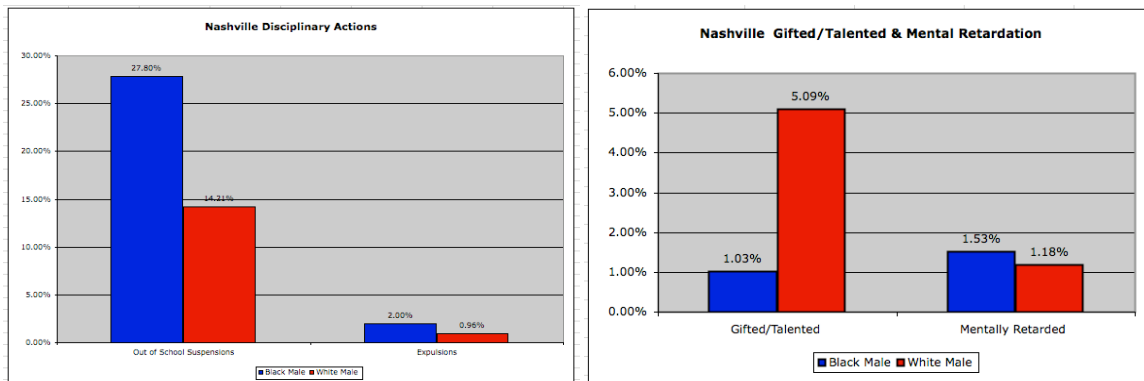 Nashville Disciplinary Actions
30.00%
27.80%
25.00%
20.00%
15.00%
14.21%
10.00%
5.00%
2.00%
0.96%
0.00%
Out of School Suspensions
Expulsions
Black Male White Male
Nashville Gifted/Talented & Mental Retardation
6.00%
5.09%
5.00%
4.00%
3.00%
2.00%
1.53%
1.18%
1.03%
1.00%
0.00%
Gifted/Talented
Mentally Retarded
Black Male White Male